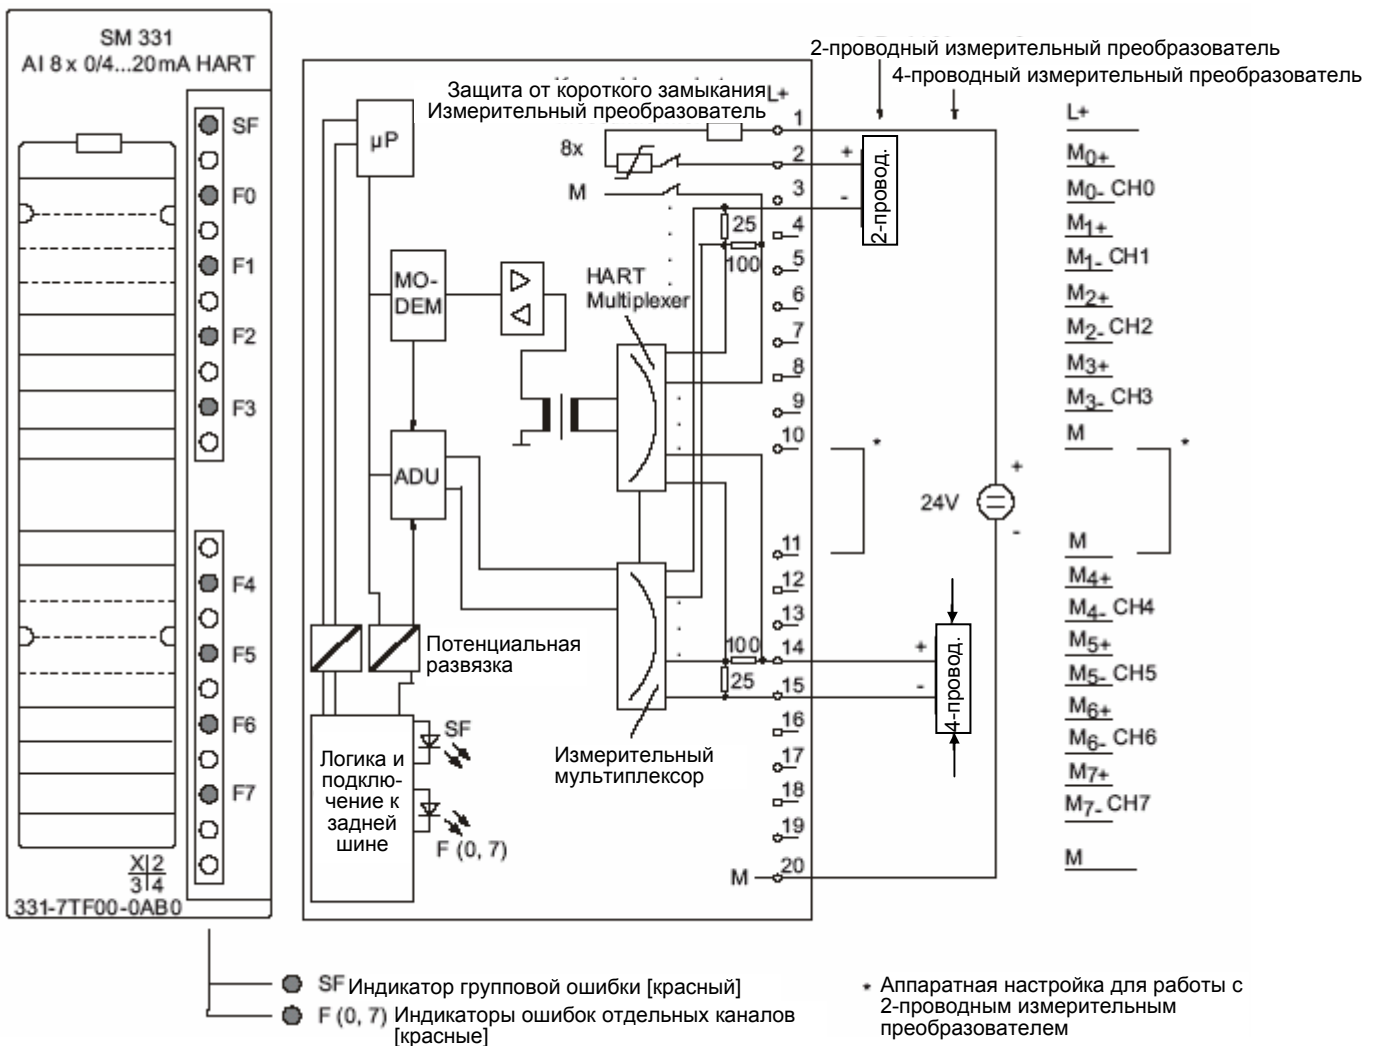 SM 331
AI 8 x 0/4...20mA HART
SF
F0
F1
F2
F3
F4
F5
F6
F7
X 2
3 4
331-7TF00-0AB0
Защита от короткого замыкания
Измерительный преобразователь
L+
µP
8x
M
MO-
DEM
HART
Multiplexer
25
100
ADU
Потенциальная
развязка
100
25
Измерительный
мультиплексор
Логика и
подклю-
чение к
задней
шине
SF
F (0, 7)
1
2
3
4
5
6
7
8
9
10
11
12
13
14
15
16
17
18
19
M 20
2-проводный измерительный преобразователь
4-проводный измерительный преобразователь
+
2-провод.
-
*
24V
+
-
+
4-провод.
-
L+
M0+
M0- CH0
M1+
M1- CH1
M2+
M2- CH2
M3+
M3- CH3
M
*
M
M4+
M4- CH4
M5+
M5- CH5
M6+
M6- CH6
M7+
M7- CH7
M
SF Индикатор групповой ошибки [красный]
F (0, 7) Индикаторы ошибок отдельных каналов
[красные]
* Аппаратная настройка для работы с
2-проводным измерительным
преобразователем